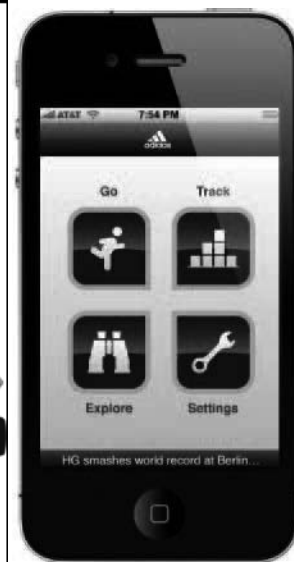 AT&T 7:54 PM
adidas
Go Track
Explore Settings
HG smashes world record at Berlin...